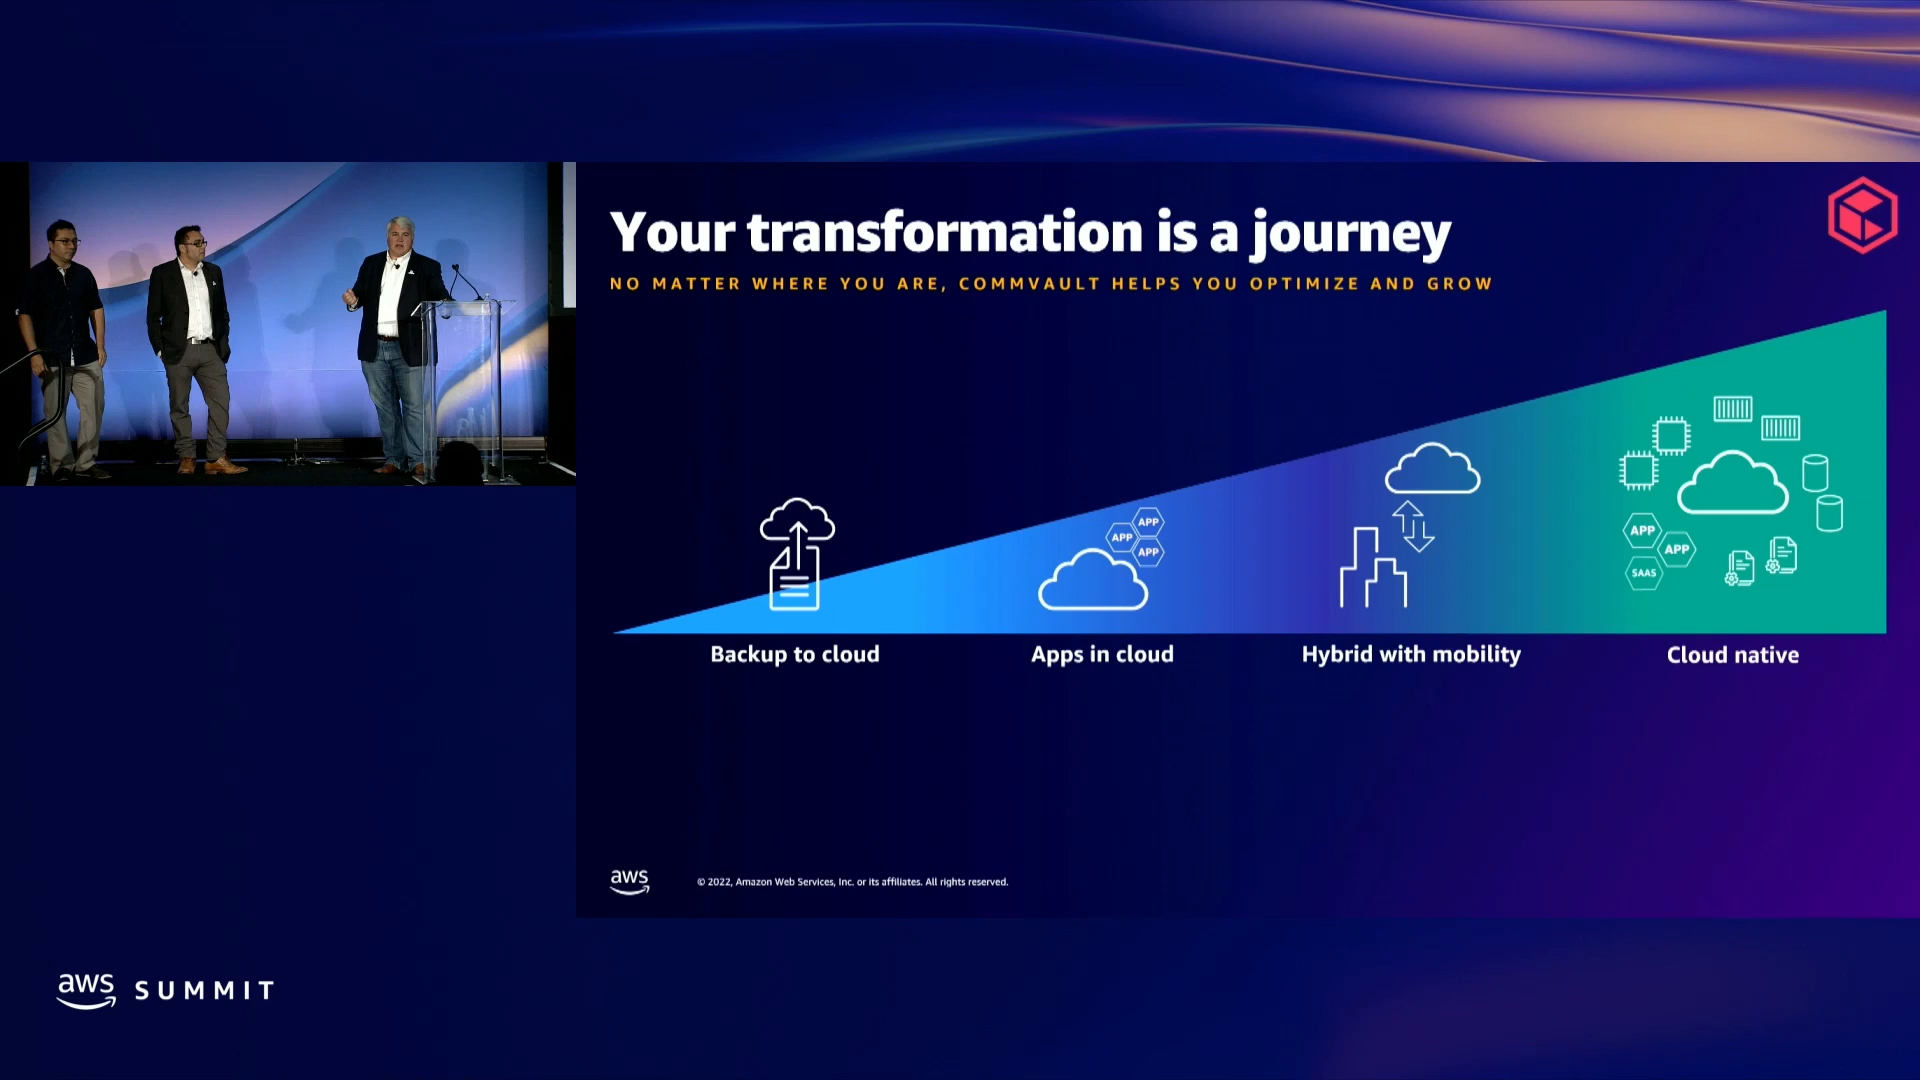 Your transformation is a journey
NO MATTER WHERE YOU ARE, COMMVAULT HELPS YOU OPTIMIZE AND GROW
APP
APP
APP
APP
APP
SAAS
Backup to cloud
Apps in cloud
Hybrid with mobility
Cloud native
aws
© 2022, Amazon Web Services, Inc. or its affiliates. All rights reserved.
aws SUMMIT